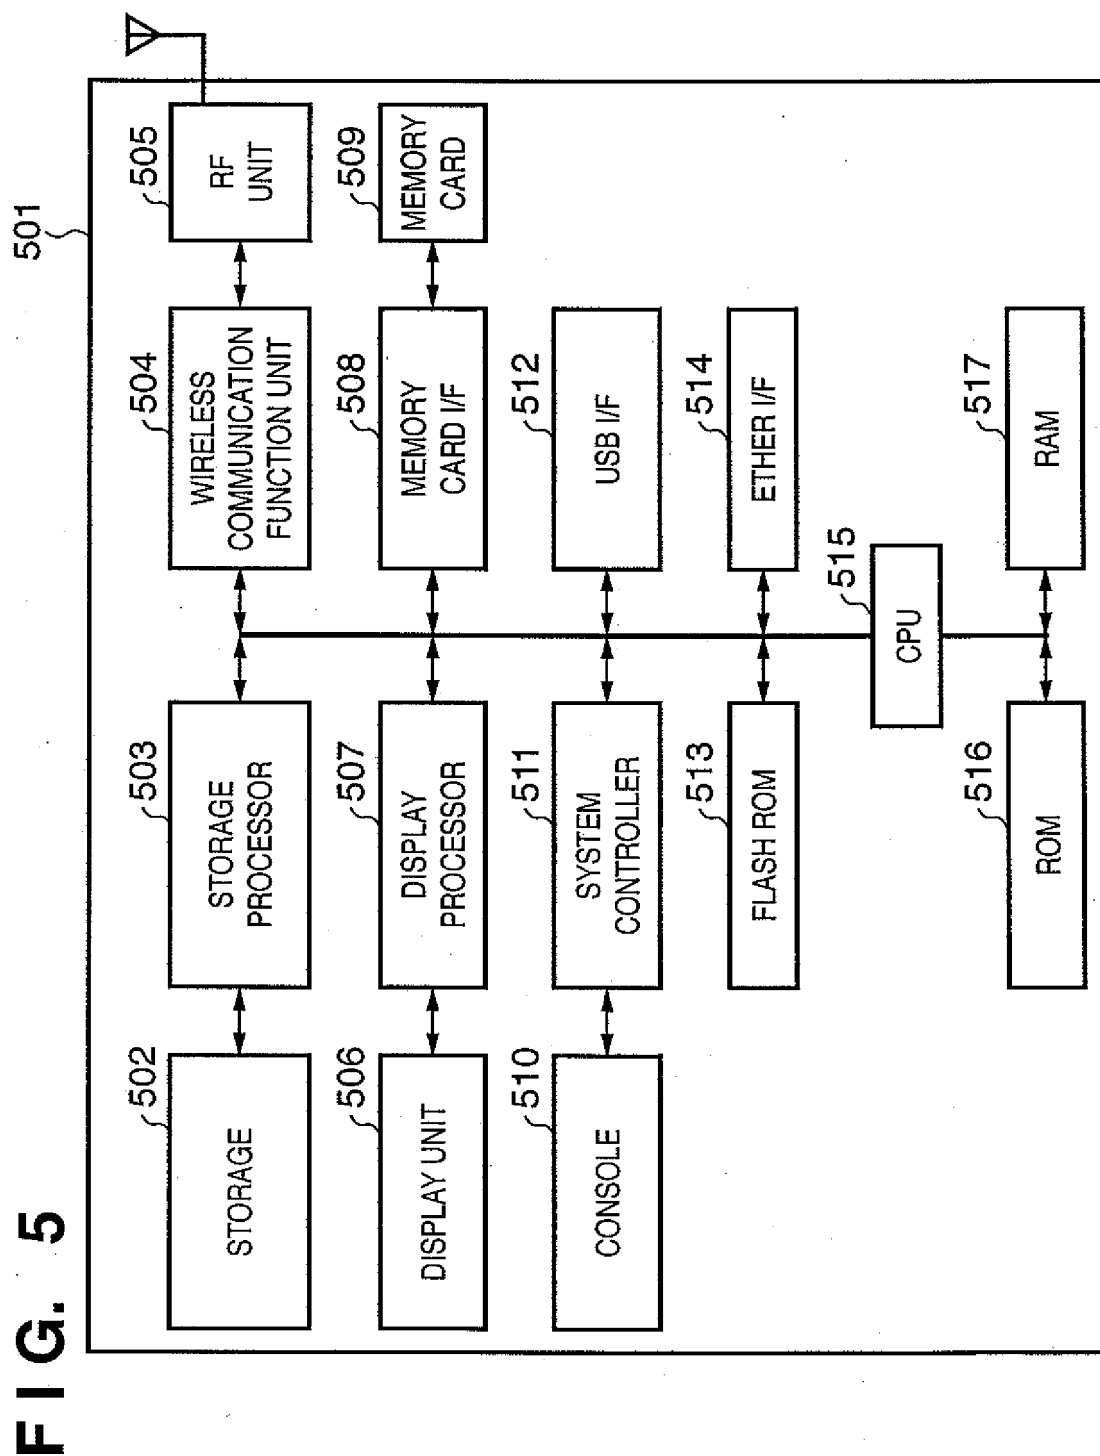 FIG. 5
501
502
STORAGE
503
STORAGE
PROCESSOR
504
WIRELESS
COMMUNICATION
FUNCTION UNIT
505
RF
UNIT
506
DISPLAY UNIT
507
DISPLAY
PROCESSOR
508
MEMORY
CARD I/F
509
MEMORY
CARD
510
CONSOLE
511
SYSTEM
CONTROLLER
512
USB I/F
513
FLASH ROM
514
ETHER I/F
515
CPU
516
ROM
517
RAM